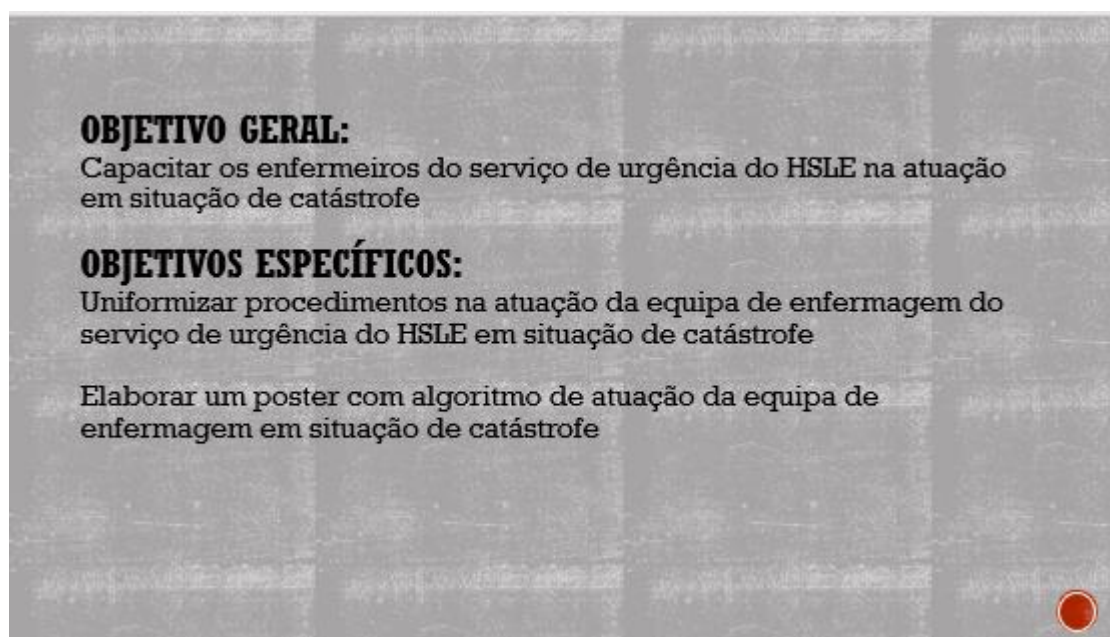 OBJETIVO GERAL:
Capacitar os enfermeiros do serviço de urgência do HSLE na atuação
em situação de catástrofe
OBJETIVOS ESPECÍFICOS:
Uniformizar procedimentos na atuação da equipa de enfermagem do
serviço de urgência do HSLE em situação de catástrofe
Elaborar um poster com algoritmo de atuação da equipa de
enfermagem em situação de catástrofe